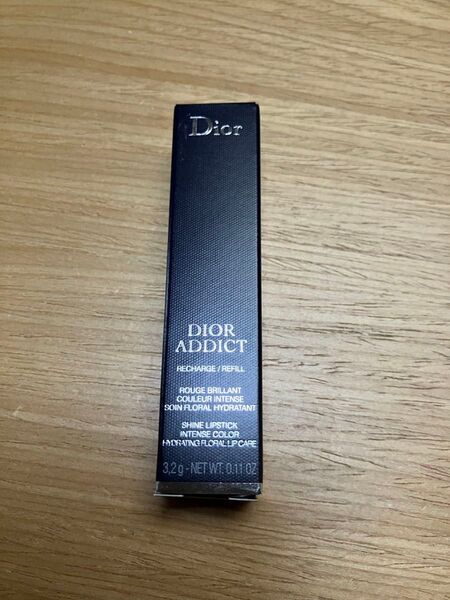 Dior
DIOR
ADDICT
RECHARGE / REFILL
ROUGE BRILLANT
COULEUR INTENSE
SOIN FLORAL HYDRATANT
SHINE LIPSTICK
INTENSE COLOR
HYDRATING FLORAL LIP CARE
3,2 g - NET WT. 0.11 OZ